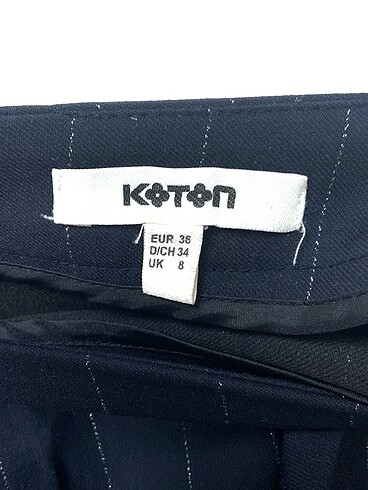 KOTON
EUR 36
D/CH 34
UK 8